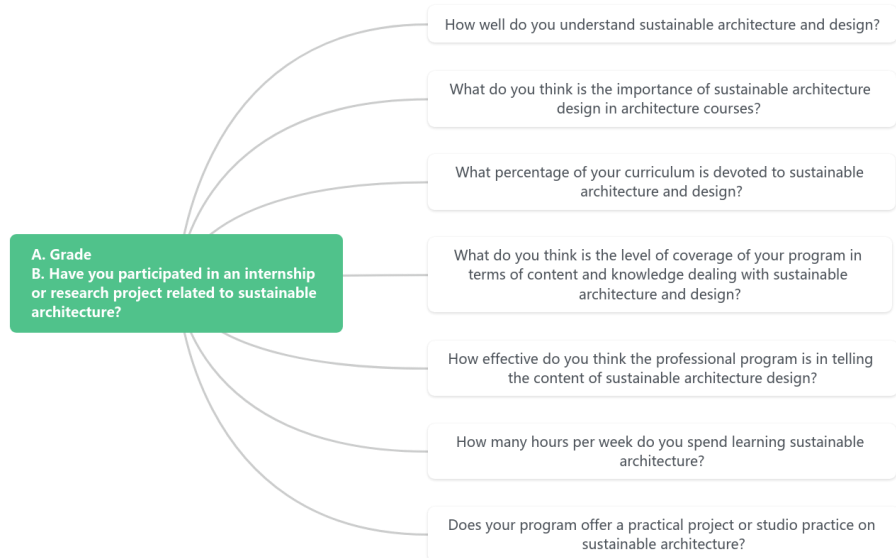 How well do you understand sustainable architecture and design?
What do you think is the importance of sustainable architecture
design in architecture courses?
What percentage of your curriculum is devoted to sustainable
architecture and design?
A. Grade
B. Have you participated in an internship
or research project related to sustainable
architecture?
What do you think is the level of coverage of your program in
terms of content and knowledge dealing with sustainable
architecture and design?
How effective do you think the professional program is in telling
the content of sustainable architecture design?
How many hours per week do you spend learning sustainable
architecture?
Does your program offer a practical project or studio practice on
sustainable architecture?